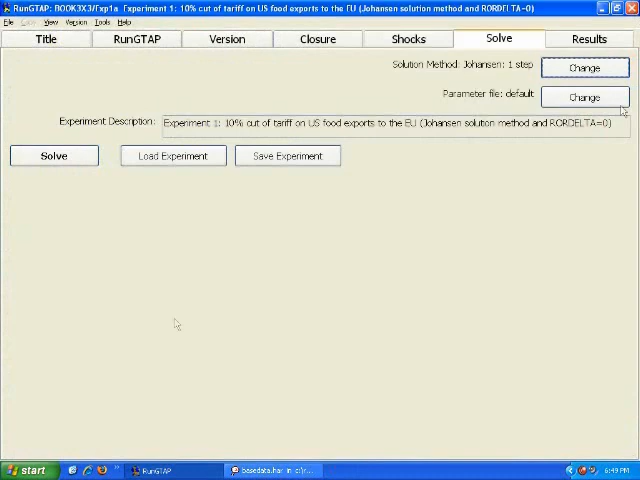 RunGTAP: BOOK3X3/Exp1a Experiment 1: 10% cut of tariff on US food exports to the EU (Johansen solution method and RORDELTA=0)
File Copy View Version Tools Help
Title RunGTAP Version Closure Shocks Solve Results
Solution Method: Johansen: 1 step Change
Parameter file: default Change
Experiment Description: Experiment 1: 10% cut of tariff on US food exports to the EU (Johansen solution method and RORDELTA=0)
Solve Load Experiment Save Experiment
start RunGTAP basedata.har in c:\r... 6:49 PM